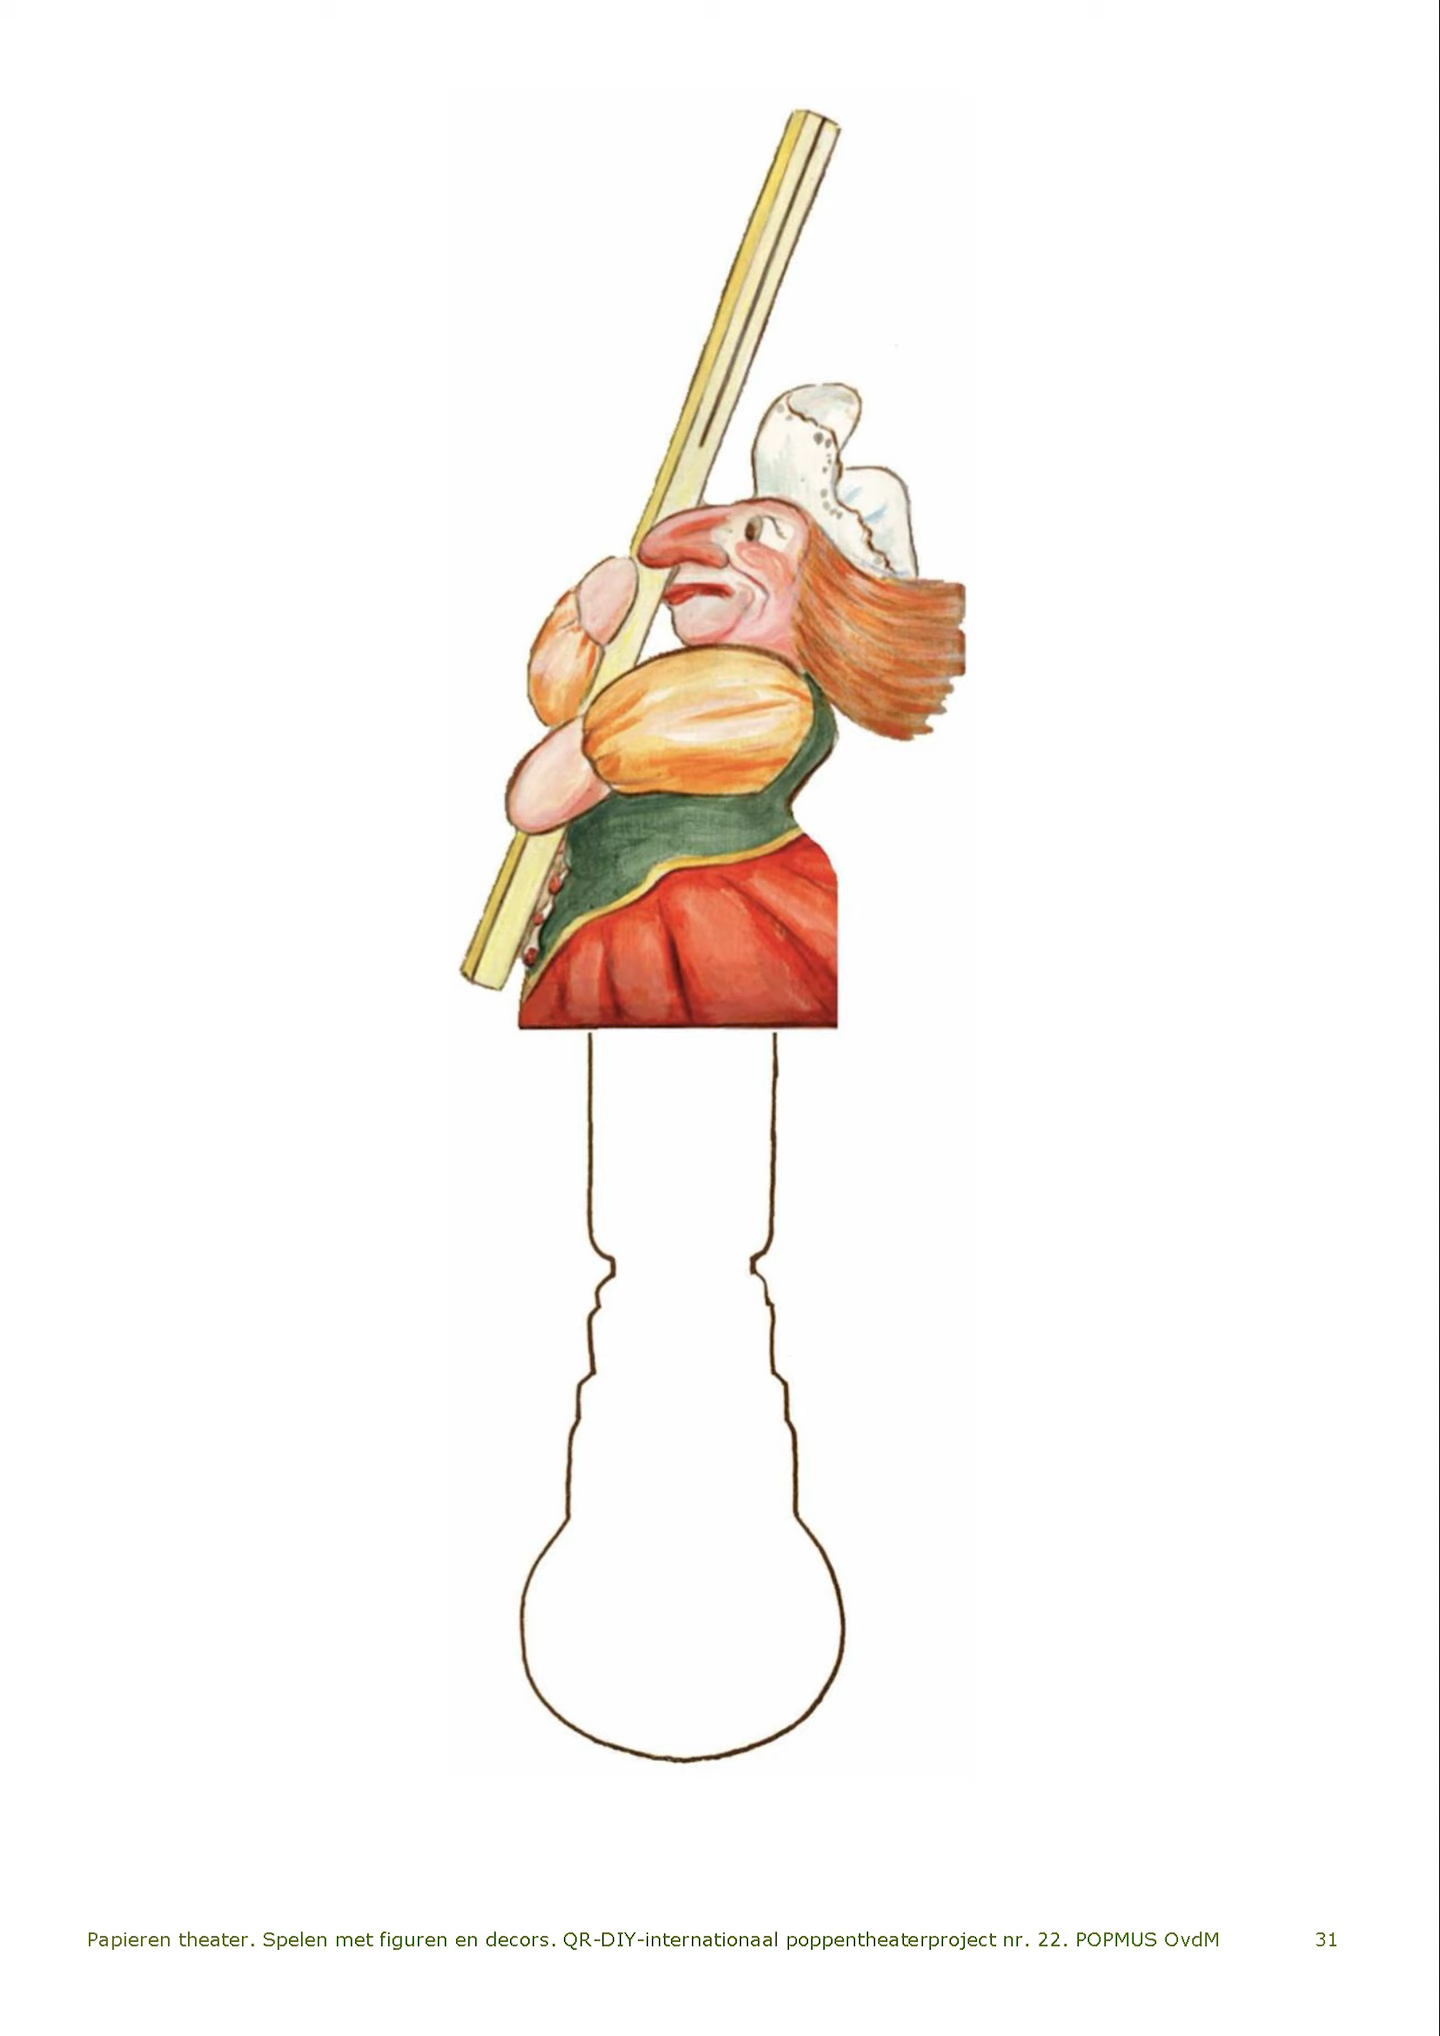 Papieren theater. Spelen met figuren en decors. QR-DIY-internationaal poppentheaterproject nr. 22. POPMUS OvdM 31